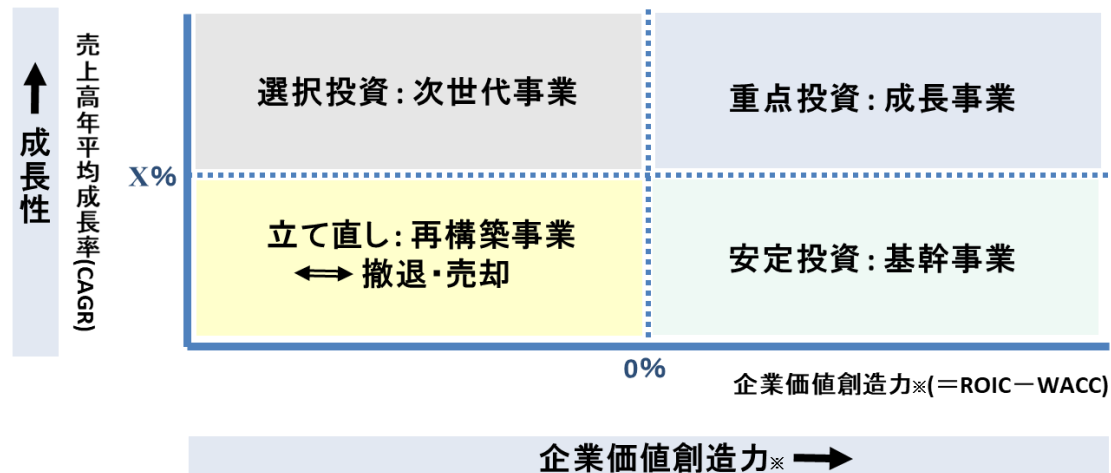 ↑ 成長性
売上高年平均成長率(CAGR)
選択投資:次世代事業
重点投資:成長事業
X%
立て直し:再構築事業
⟺ 撤退・売却
安定投資:基幹事業
0%
企業価値創造力※(=ROIC-WACC)
企業価値創造力※ →